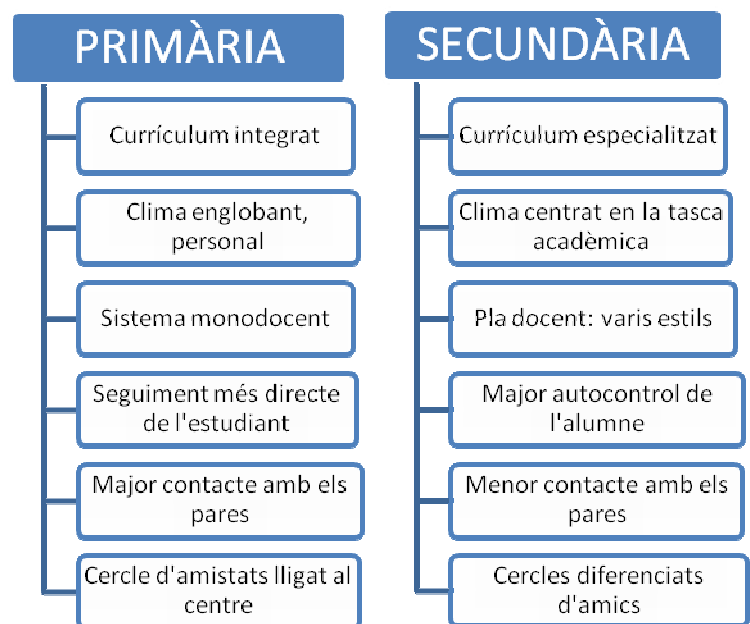 PRIMÀRIA
Currículum integrat
Clima englobant,
personal
Sistema monodocent
Seguiment més directe
de l'estudiant
Major contacte amb els
pares
Cercle d'amistats lligat al
centre
SECUNDÀRIA
Currículum especialitzat
Clima centrat en la tasca
acadèmica
Pla docent: varis estils
Major autocontrol de
l'alumne
Menor contacte amb els
pares
Cercles diferenciats
d'amics